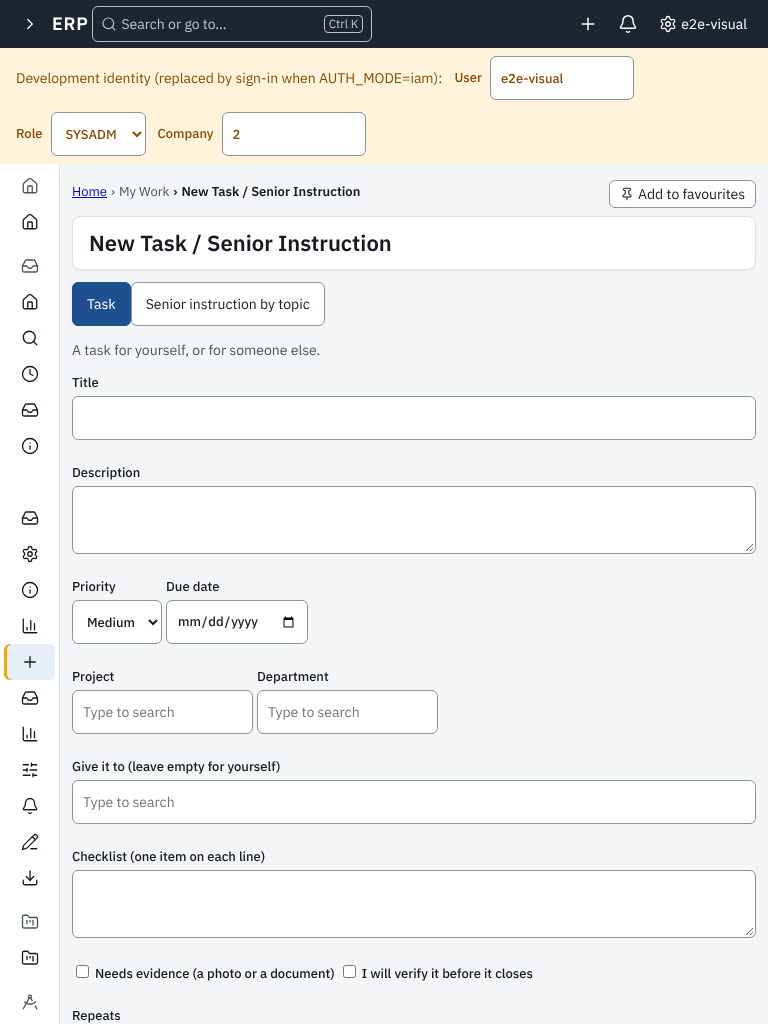 ERP Search or go to... Ctrl K e2e-visual
Development identity (replaced by sign-in when AUTH_MODE=iam): User e2e-visual
Role SYSADM Company 2
Home › My Work › New Task / Senior Instruction Add to favourites
New Task / Senior Instruction
Task Senior instruction by topic
A task for yourself, or for someone else.
Title
Description
Priority Due date
Medium mm/dd/yyyy
Project Department
Type to search Type to search
Give it to (leave empty for yourself)
Type to search
Checklist (one item on each line)
Needs evidence (a photo or a document) I will verify it before it closes
Repeats